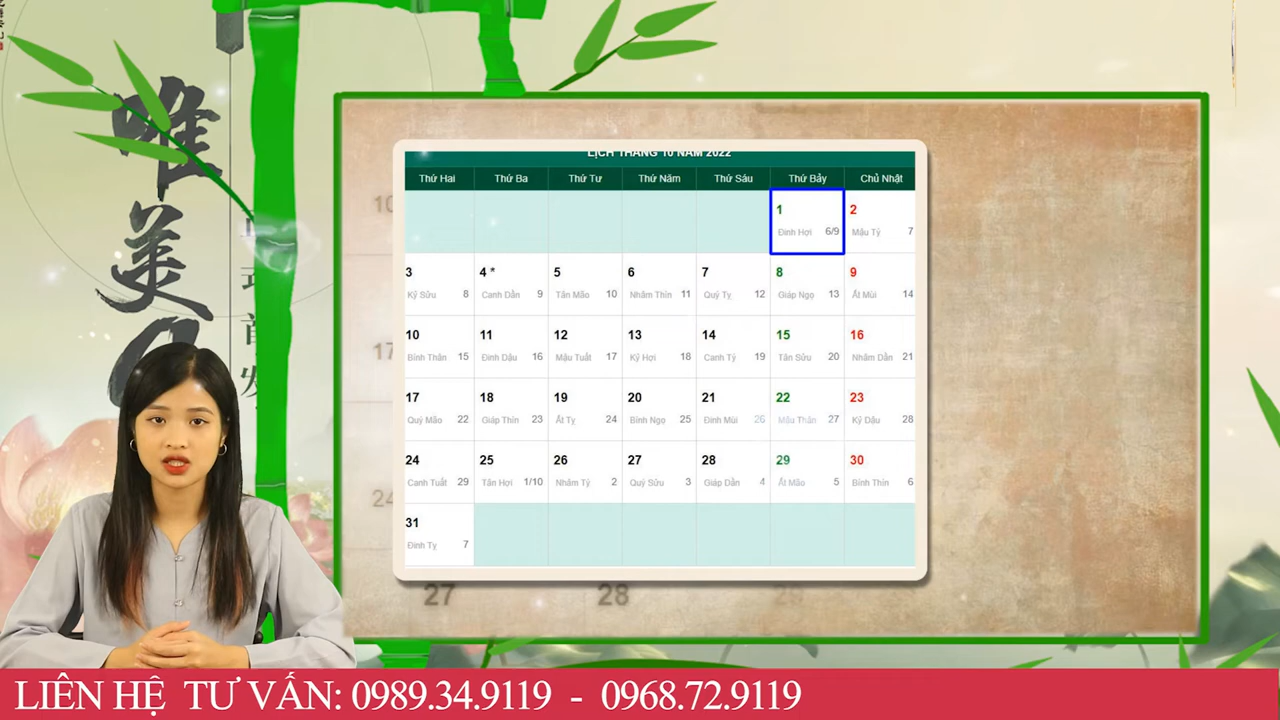 唯
美
LỊCH THÁNG 10 NĂM 2022
Thứ Hai Thứ Ba Thứ Tư Thứ Năm Thứ Sáu Thứ Bảy Chủ Nhật
1 2
Đinh Hợi 6/9 Mậu Tý 7
3 4 * 5 6 7 8 9
Kỷ Sửu 8 Canh Dần 9 Tân Mão 10 Nhâm Thìn 11 Quý Tỵ 12 Giáp Ngọ 13 Ất Mùi 14
10 11 12 13 14 15 16
Bính Thân 15 Đinh Dậu 16 Mậu Tuất 17 Kỷ Hợi 18 Canh Tý 19 Tân Sửu 20 Nhâm Dần 21
17 18 19 20 21 22 23
Quý Mão 22 Giáp Thìn 23 Ất Tỵ 24 Bính Ngọ 25 Đinh Mùi 26 Mậu Thân 27 Kỷ Dậu 28
24 25 26 27 28 29 30
Canh Tuất 29 Tân Hợi 1/10 Nhâm Tý 2 Quý Sửu 3 Giáp Dần 4 Ất Mão 5 Bính Thìn 6
31
Đinh Tỵ 7
10
17
24
27 28 29
LIÊN HỆ TƯ VẤN: 0989.34.9119 - 0968.72.9119